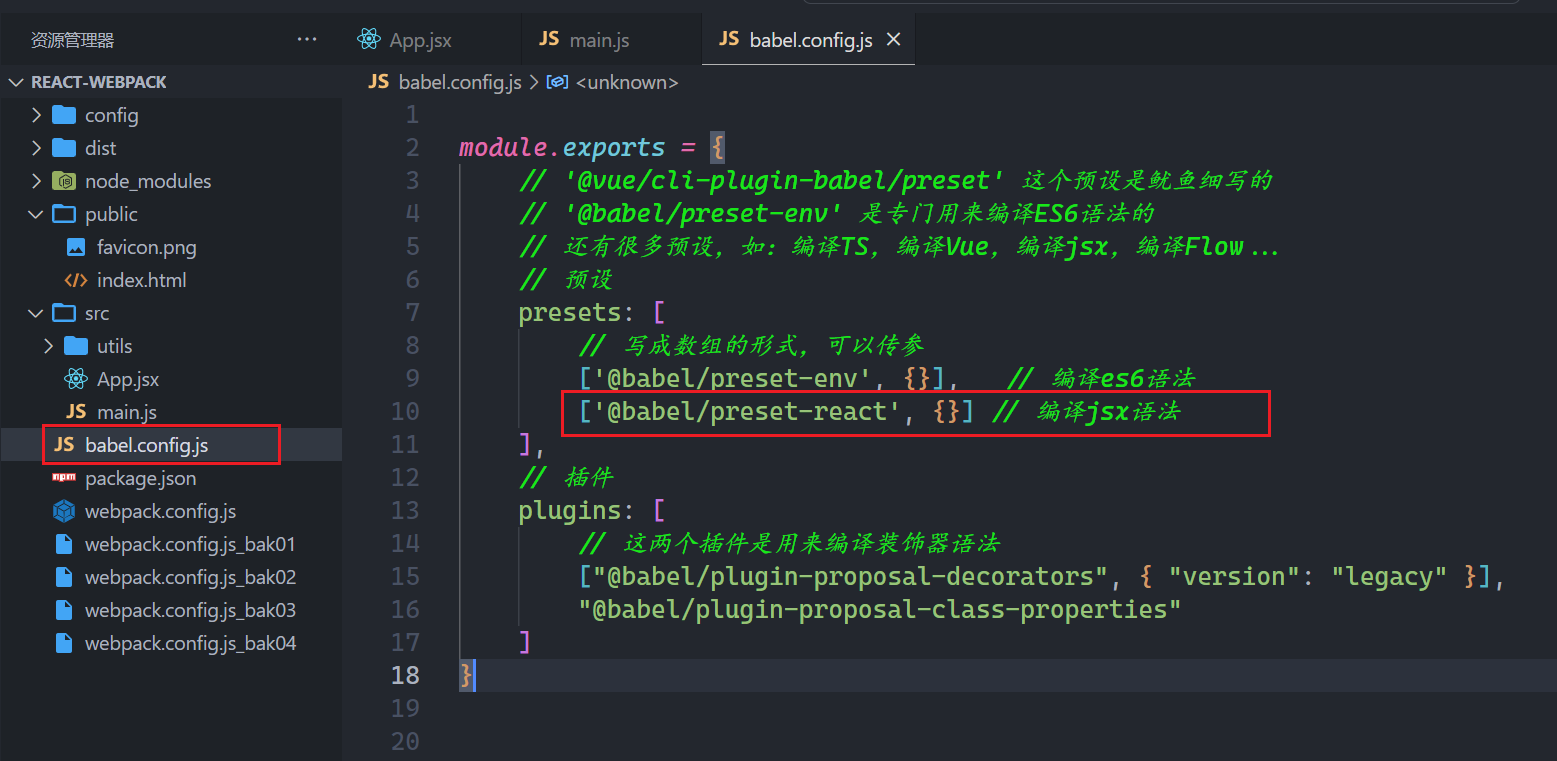 资源管理器 ···
App.jsx
JS main.js
JS babel.config.js
REACT-WEBPACK
config
dist
node_modules
public
favicon.png
index.html
src
utils
App.jsx
JS main.js
JS babel.config.js
npm package.json
webpack.config.js
webpack.config.js_bak01
webpack.config.js_bak02
webpack.config.js_bak03
webpack.config.js_bak04
JS babel.config.js > <unknown>
1
2 module.exports = {
3 // '@vue/cli-plugin-babel/preset' 这个预设是鱿鱼细写的
4 // '@babel/preset-env' 是专门用来编译ES6语法的
5 // 还有很多预设，如：编译TS，编译Vue，编译jsx，编译Flow...
6 // 预设
7 presets: [
8 // 写成数组的形式，可以传参
9 ['@babel/preset-env', {}], // 编译es6语法
10 ['@babel/preset-react', {}] // 编译jsx语法
11 ],
12 // 插件
13 plugins: [
14 // 这两个插件是用来编译装饰器语法
15 ["@babel/plugin-proposal-decorators", { "version": "legacy" }],
16 "@babel/plugin-proposal-class-properties"
17 ]
18 }
19
20